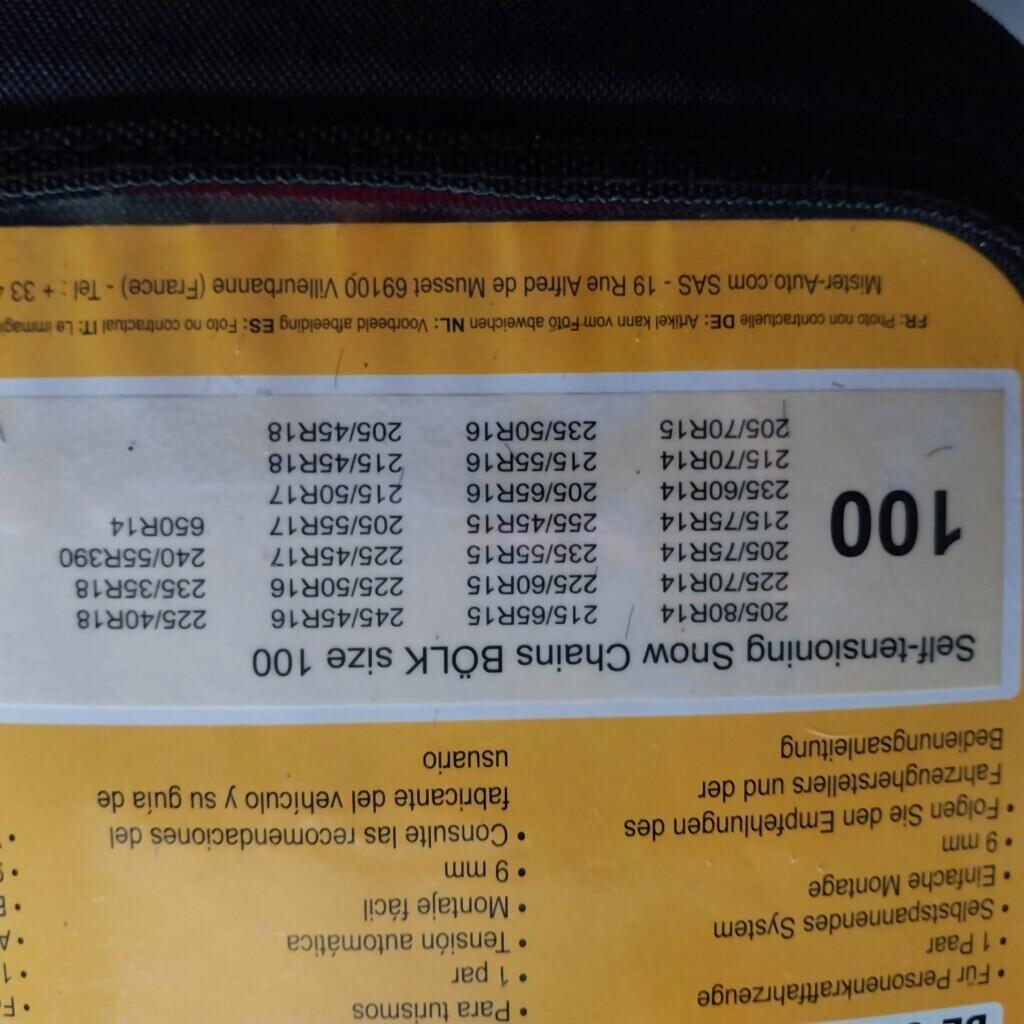 • Für Personenkraftfahrzeuge
• 1 Paar
• Selbstspannendes System
• Einfache Montage
• 9 mm
• Folgen Sie den Empfehlungen des
Fahrzeugherstellers und der
Bedienungsanleitung
• Para turismos
• 1 par
• Tensión automática
• Montaje fácil
• 9 mm
• Consulte las recomendaciones del
fabricante del vehículo y su guía de
usuario
Self-tensioning Snow Chains BÖLK size 100
100
205/80R14 215/65R15 245/45R16 225/40R18
225/70R14 225/60R15 225/50R16 235/35R18
205/75R14 235/55R15 225/45R17 240/55R390
215/75R14 255/45R15 205/55R17 650R14
235/60R14 205/65R16 215/50R17
215/70R14 215/55R16 215/45R18
205/70R15 235/50R16 205/45R18
FR: Photo non contractuelle DE: Artikel kann vom Foto abweichen NL: Voorbeeld afbeelding ES: Foto no contractual IT: Le immagi
Mister-Auto.com SAS - 19 Rue Alfred de Musset 69100 Villeurbanne (France) - Tel : + 33 4